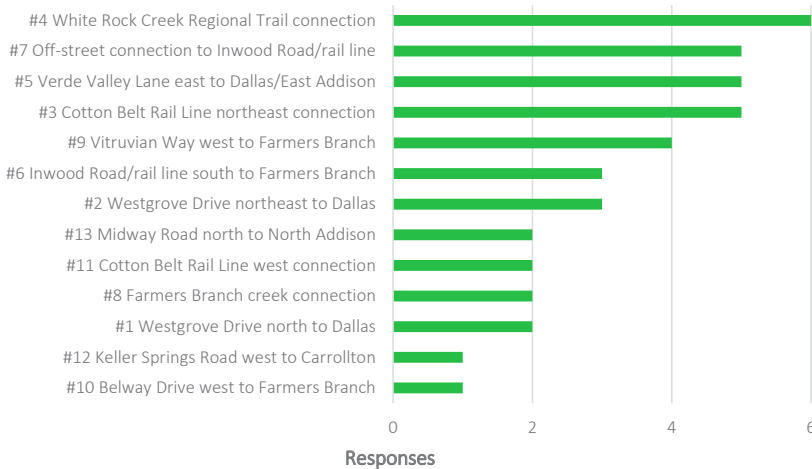 #4 White Rock Creek Regional Trail connection
#7 Off-street connection to Inwood Road/rail line
#5 Verde Valley Lane east to Dallas/East Addison
#3 Cotton Belt Rail Line northeast connection
#9 Vitruvian Way west to Farmers Branch
#6 Inwood Road/rail line south to Farmers Branch
#2 Westgrove Drive northeast to Dallas
#13 Midway Road north to North Addison
#11 Cotton Belt Rail Line west connection
#8 Farmers Branch creek connection
#1 Westgrove Drive north to Dallas
#12 Keller Springs Road west to Carrollton
#10 Belway Drive west to Farmers Branch
0 2 4 6
Responses